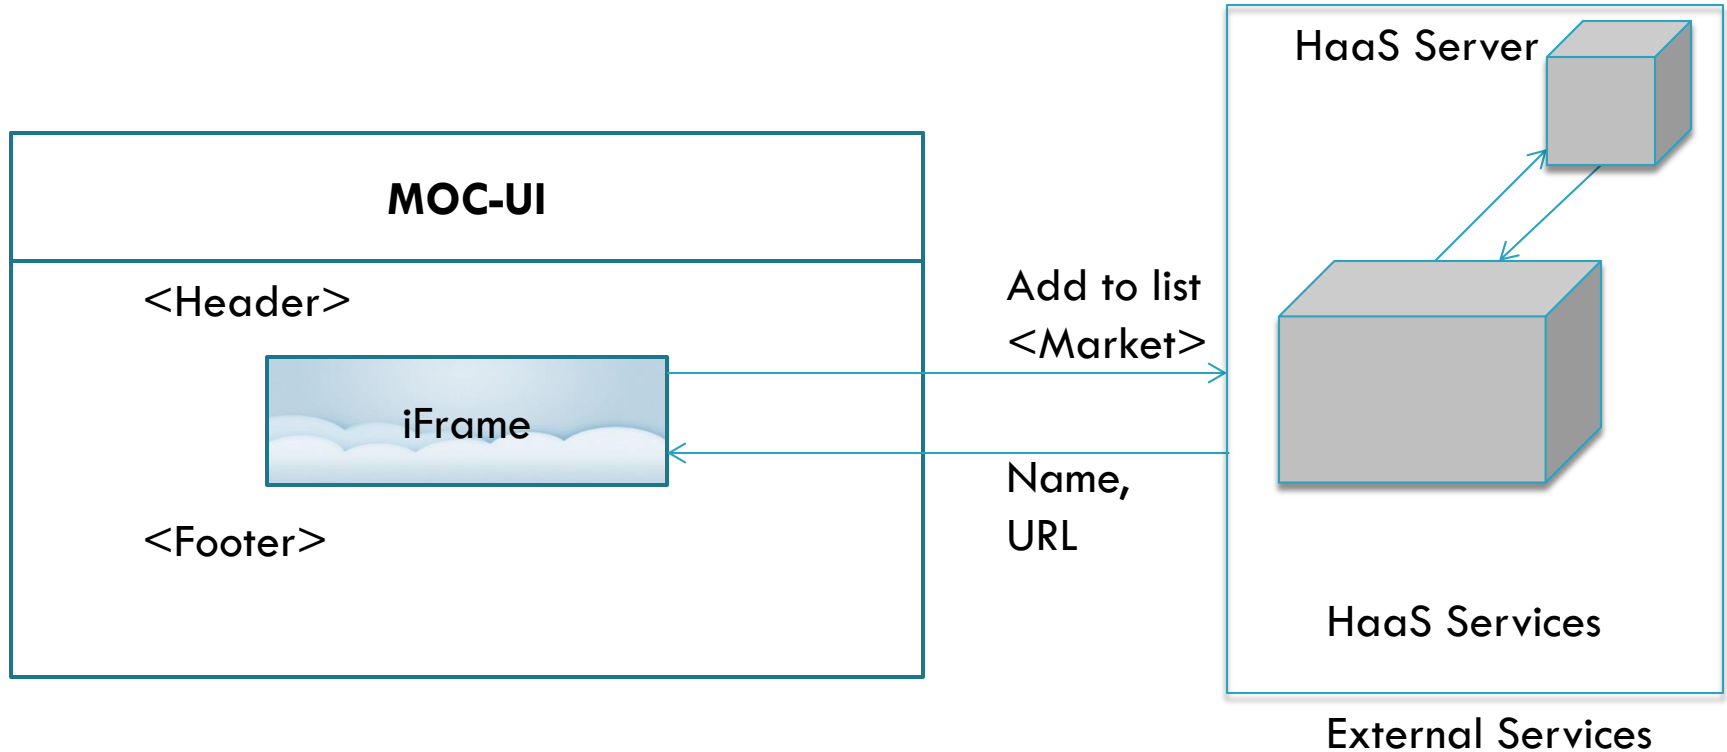 MOC-UI
<Header>
iFrame
<Footer>
Add to list
<Market>
Name,
URL
HaaS Server
HaaS Services
External Services